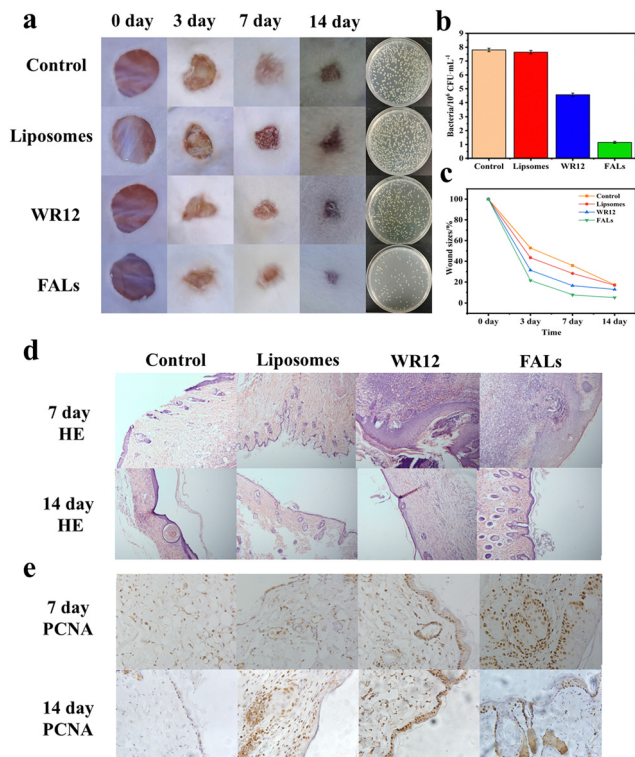 a
0 day 3 day 7 day 14 day
Control
Liposomes
WR12
FALs
b
Bacteria/10⁸ CFU·mL⁻¹
9
8
7
6
5
4
3
2
1
0
Control Lipsomes WR12 FALs
c
Wound sizes/%
100
80
60
40
20
0
Control
Lipsomes
WR12
FALs
0 day 3 day 7 day 14 day
Time
d
Control Liposomes WR12 FALs
7 day
HE
14 day
HE
e
7 day
PCNA
14 day
PCNA